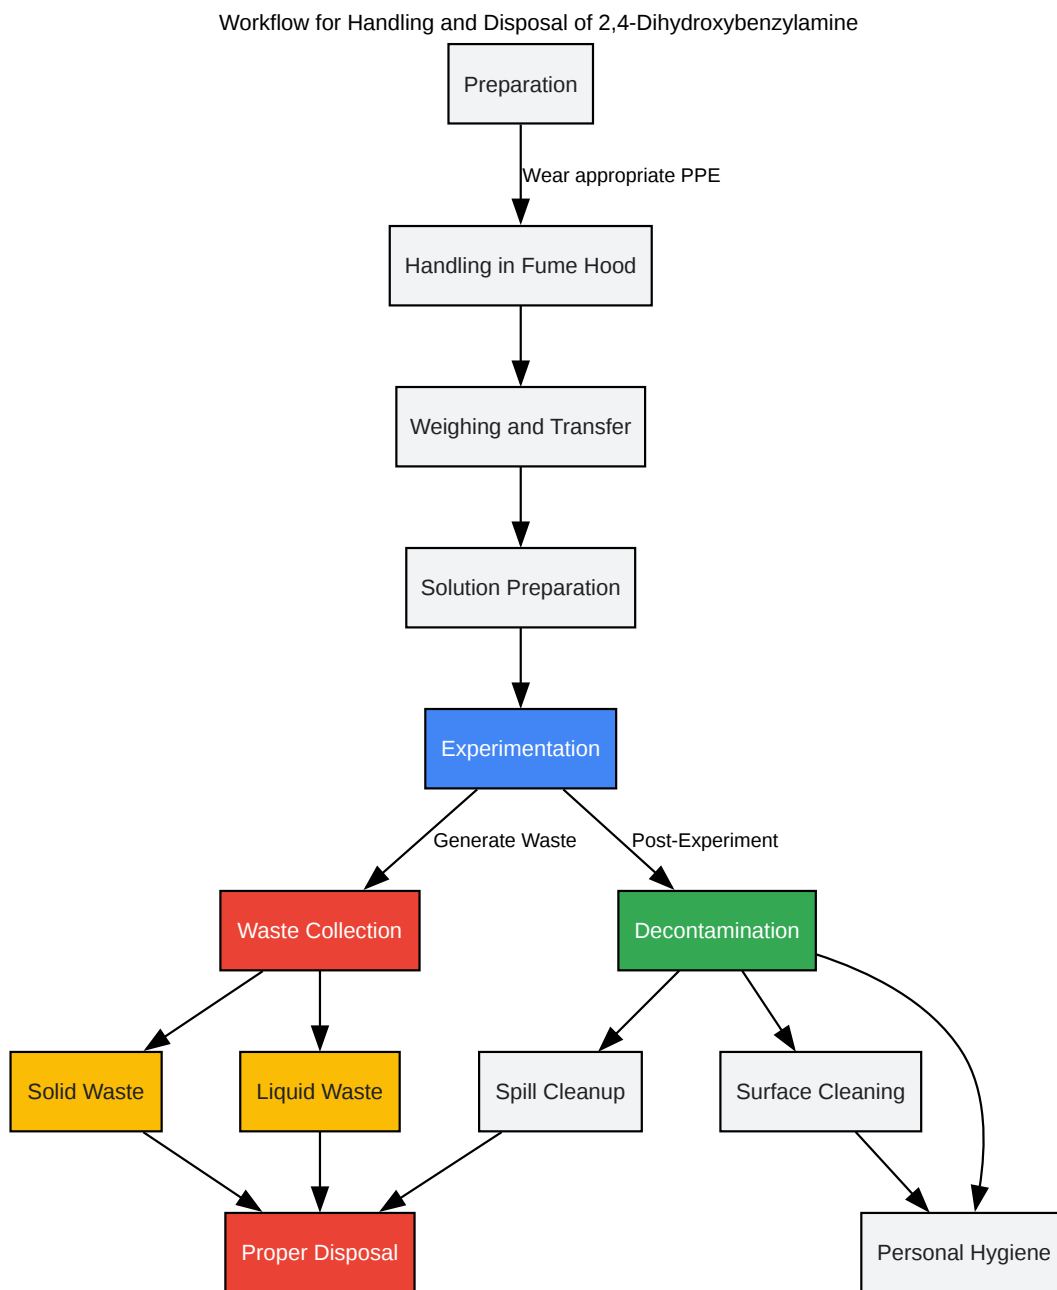 Workflow for Handling and Disposal of 2,4-Dihydroxybenzylamine
Preparation
Wear appropriate PPE
Handling in Fume Hood
Weighing and Transfer
Solution Preparation
Experimentation
Generate Waste
Post-Experiment
Waste Collection
Decontamination
Solid Waste
Liquid Waste
Spill Cleanup
Surface Cleaning
Proper Disposal
Personal Hygiene